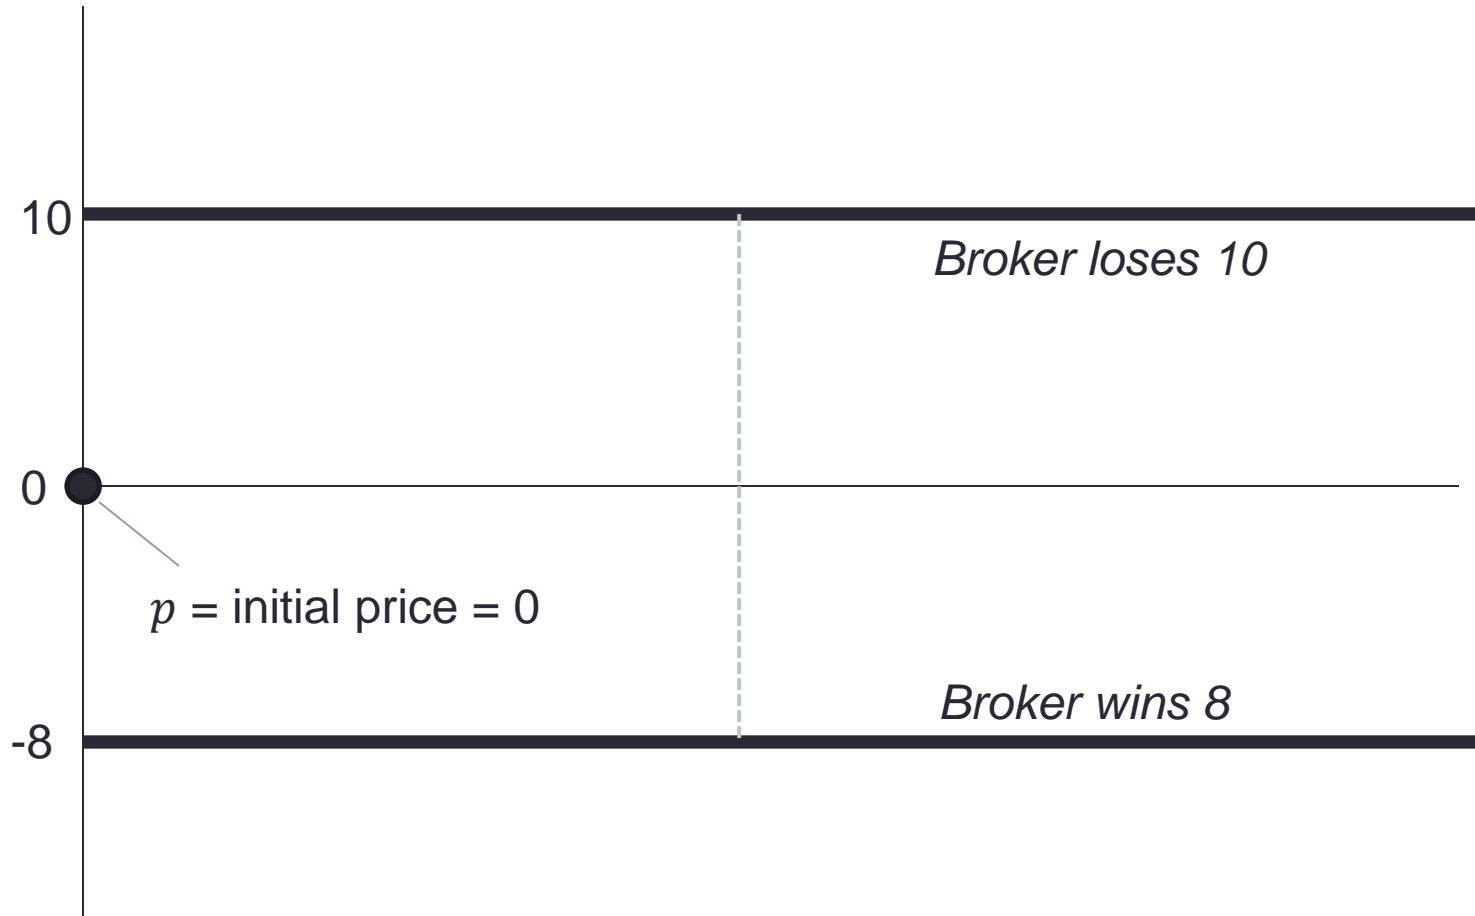 10
Broker loses 10
0
𝑝 = initial price = 0
Broker wins 8
-8